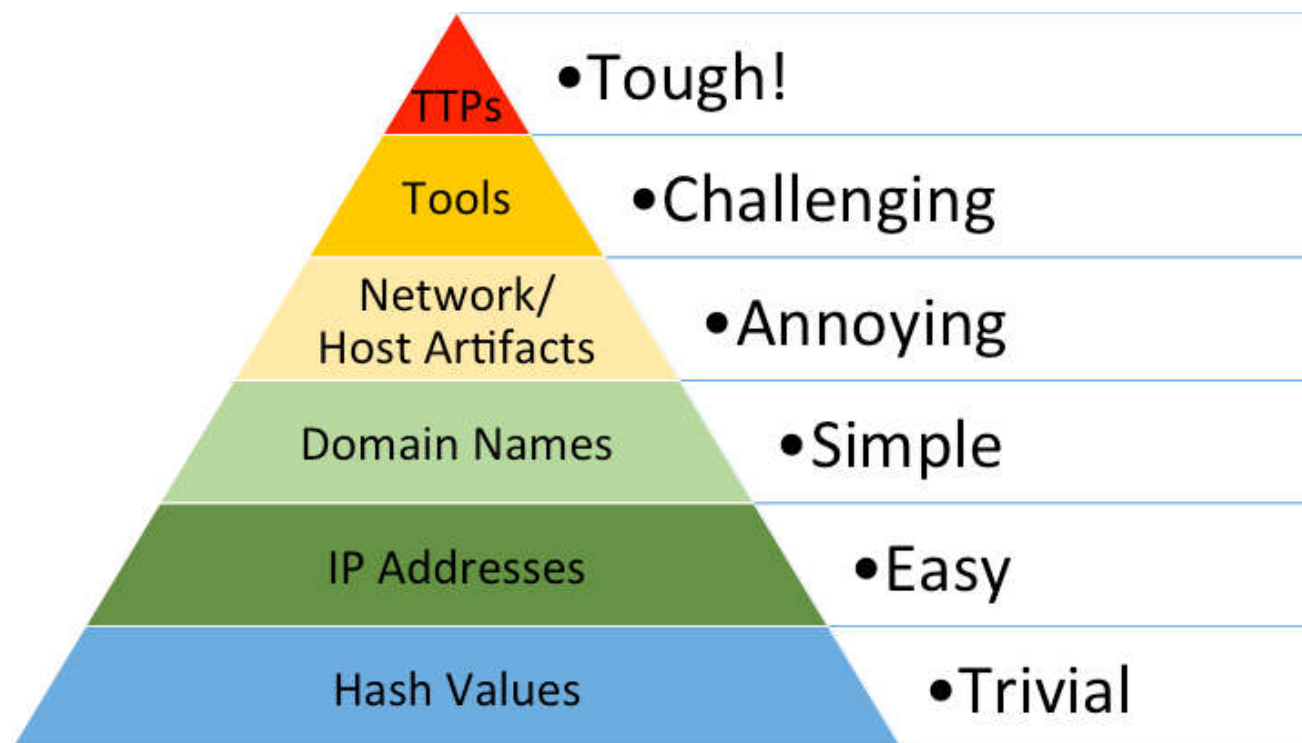 TTPs
•Tough!
Tools
•Challenging
Network/
Host Artifacts
•Annoying
Domain Names
•Simple
IP Addresses
•Easy
Hash Values
•Trivial